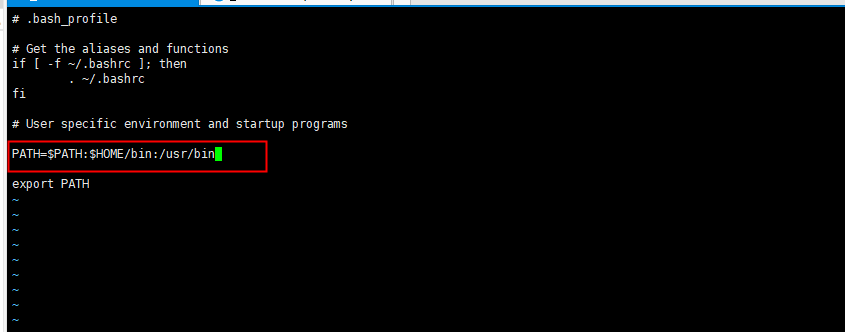 # .bash_profile
# Get the aliases and functions
if [ -f ~/.bashrc ]; then
        . ~/.bashrc
fi
# User specific environment and startup programs
PATH=$PATH:$HOME/bin:/usr/bin
export PATH
~
~
~
~
~
~
~
~
~